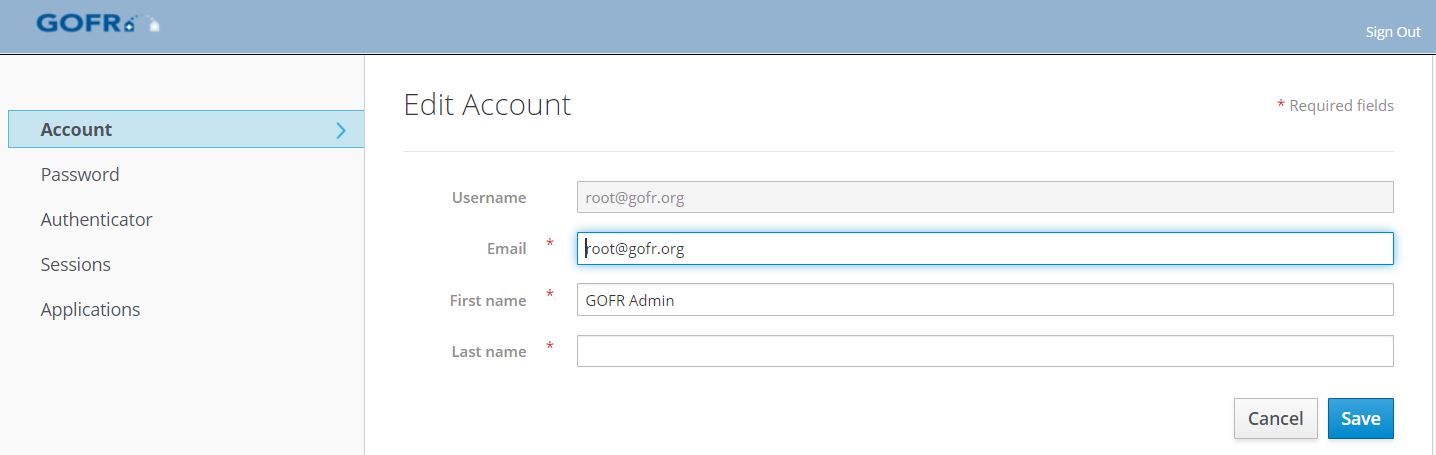 GOFR
Sign Out
Account
Password
Authenticator
Sessions
Applications
Edit Account
* Required fields
Username root@gofr.org
Email * root@gofr.org
First name * GOFR Admin
Last name *
Cancel Save